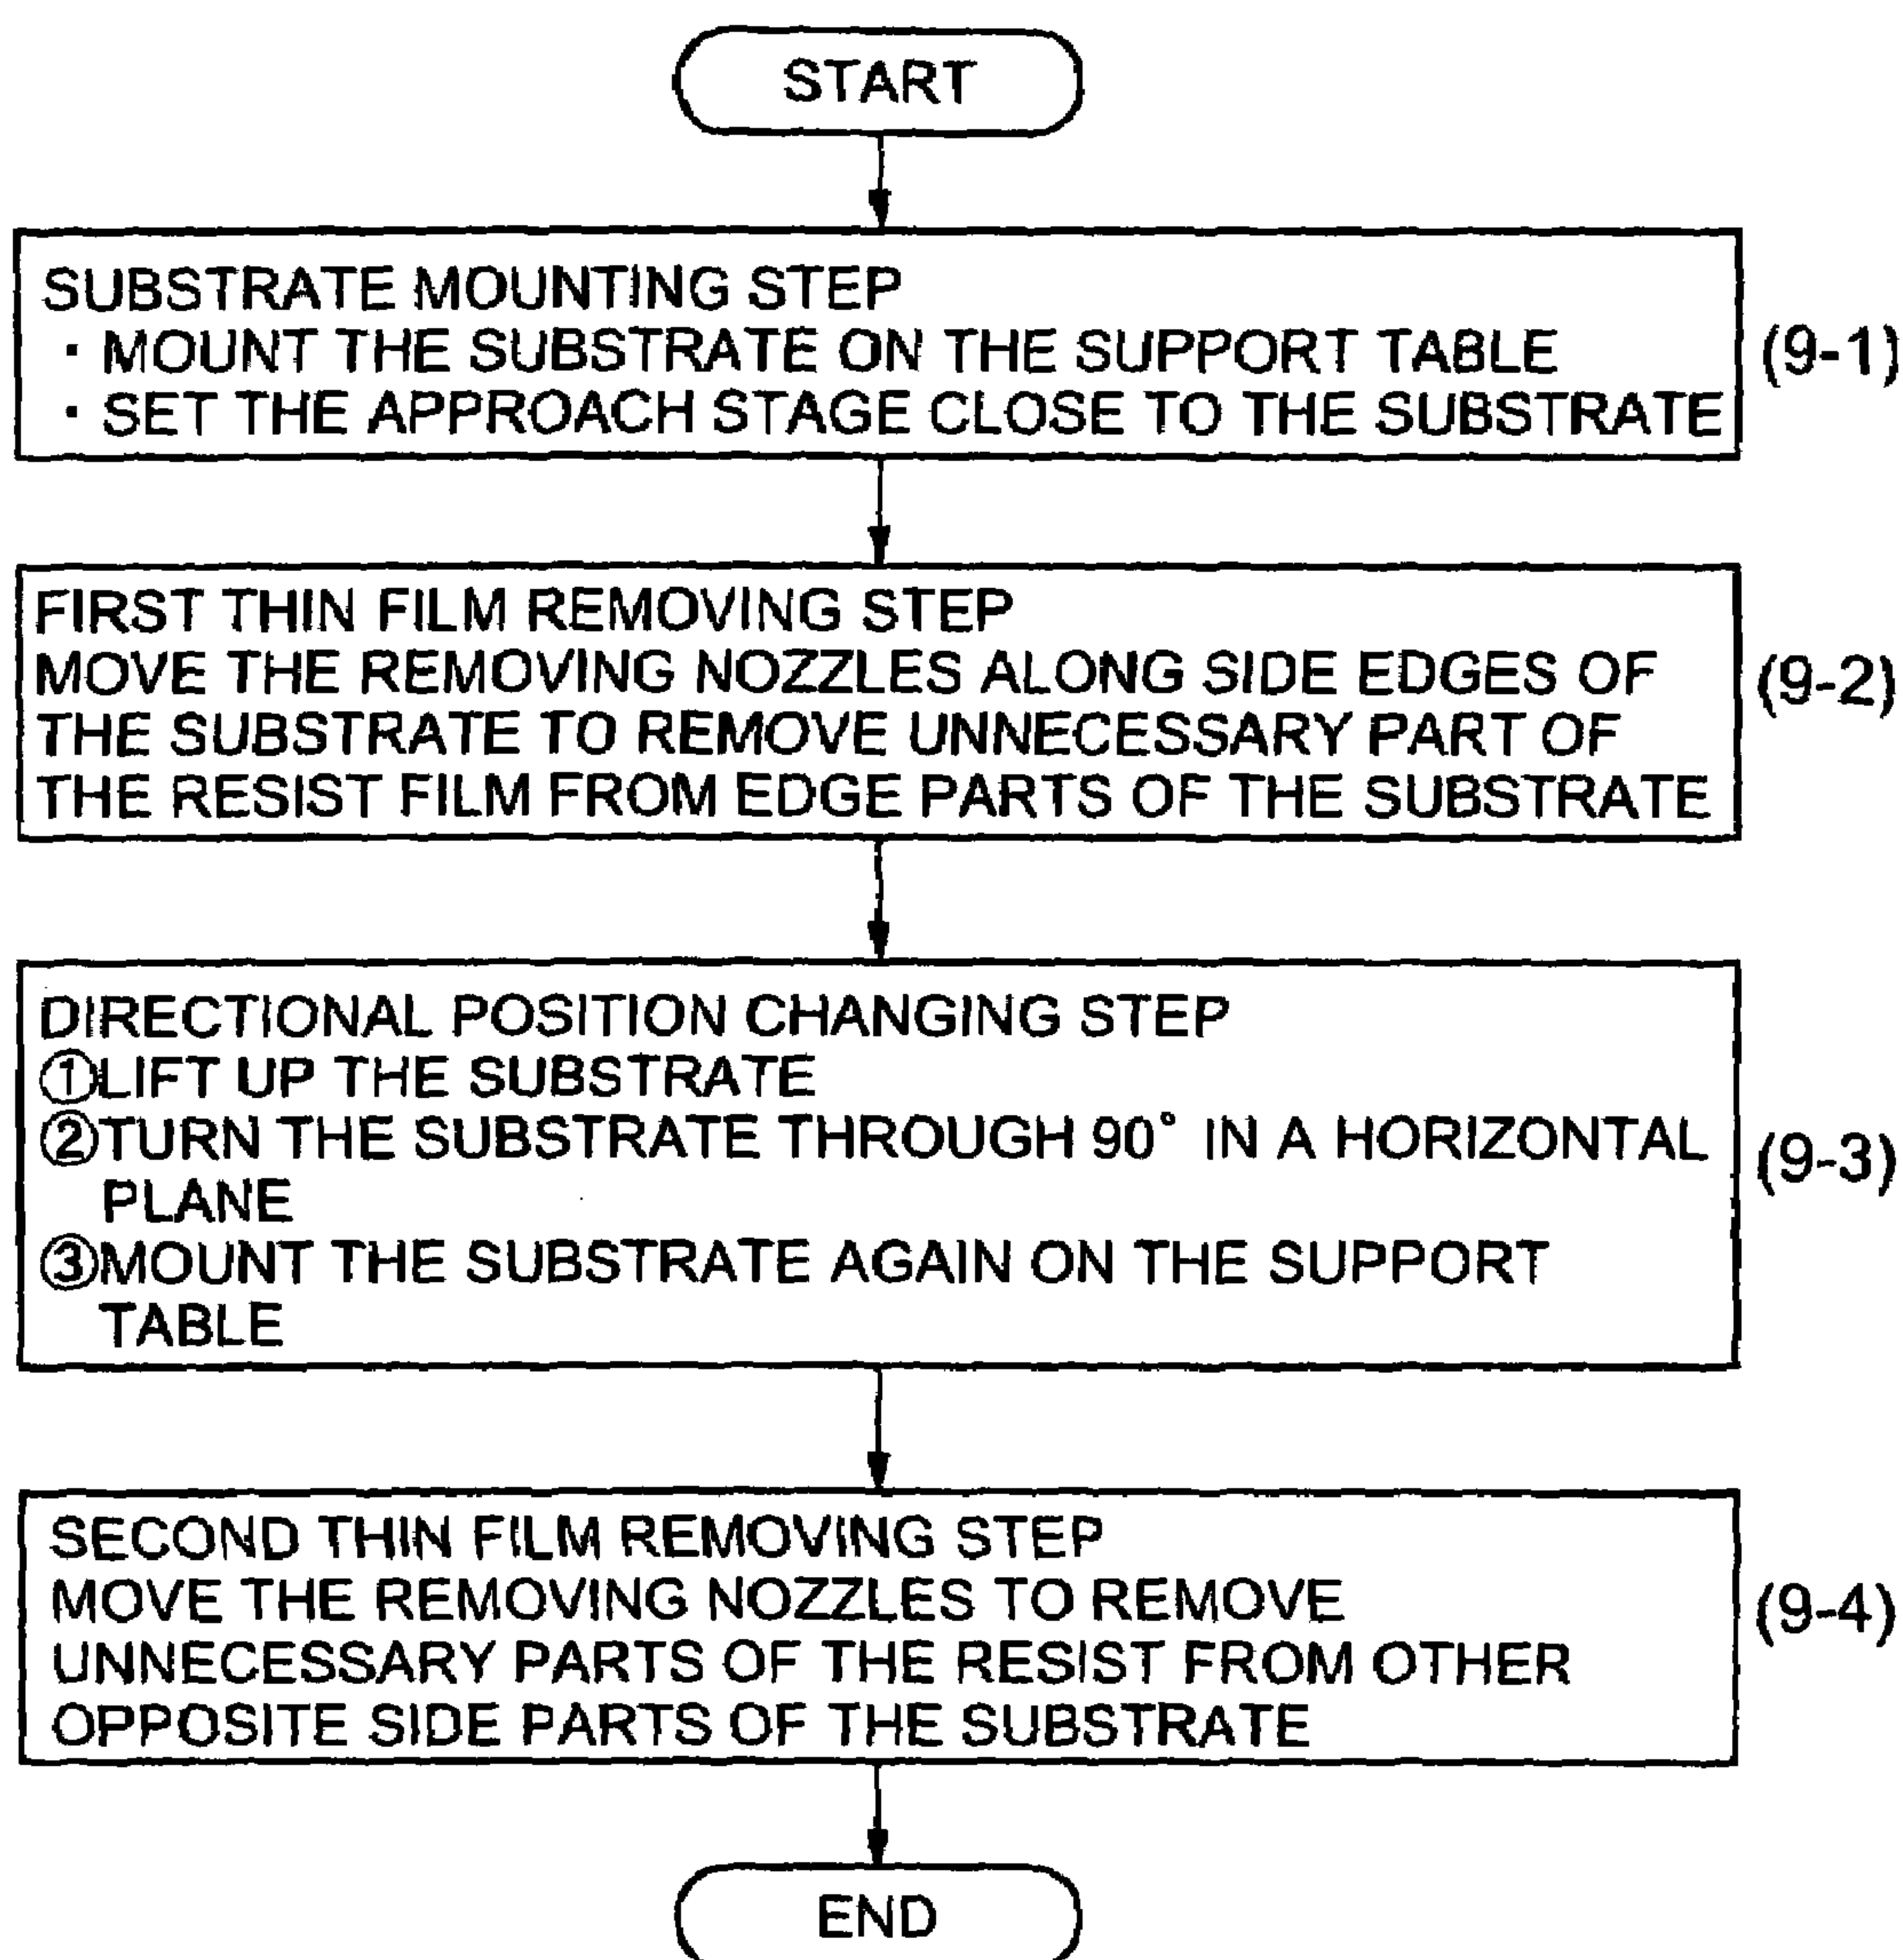 START
SUBSTRATE MOUNTING STEP
· MOUNT THE SUBSTRATE ON THE SUPPORT TABLE
· SET THE APPROACH STAGE CLOSE TO THE SUBSTRATE
(9-1)
FIRST THIN FILM REMOVING STEP
MOVE THE REMOVING NOZZLES ALONG SIDE EDGES OF
THE SUBSTRATE TO REMOVE UNNECESSARY PART OF
THE RESIST FILM FROM EDGE PARTS OF THE SUBSTRATE
(9-2)
DIRECTIONAL POSITION CHANGING STEP
①LIFT UP THE SUBSTRATE
②TURN THE SUBSTRATE THROUGH 90° IN A HORIZONTAL
PLANE
③MOUNT THE SUBSTRATE AGAIN ON THE SUPPORT
TABLE
(9-3)
SECOND THIN FILM REMOVING STEP
MOVE THE REMOVING NOZZLES TO REMOVE
UNNECESSARY PARTS OF THE RESIST FROM OTHER
OPPOSITE SIDE PARTS OF THE SUBSTRATE
(9-4)
END